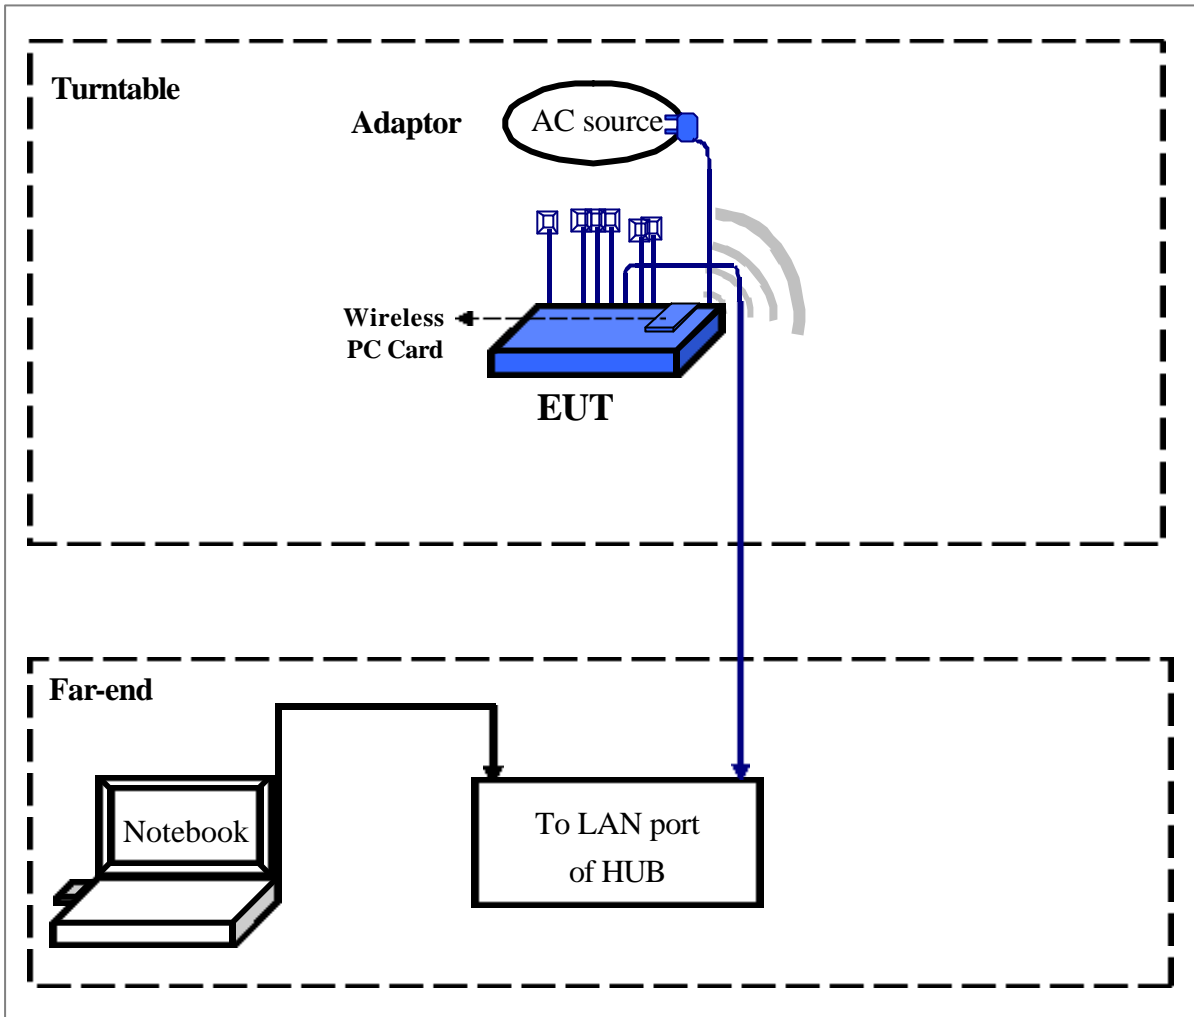 Turntable
Adaptor
AC source
Wireless
PC Card
EUT
Far-end
Notebook
To LAN port
of HUB